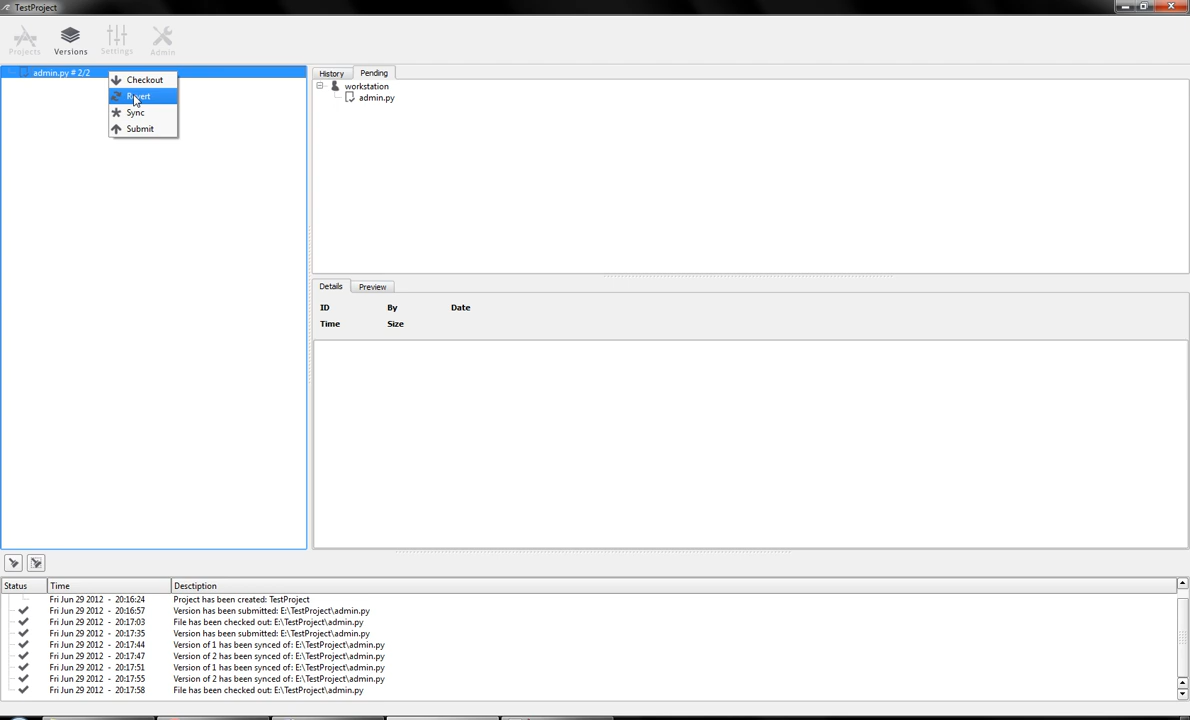 TestProject
Projects Versions Settings Admin
admin.py # 2/2
Checkout
Revert
Sync
Submit
History Pending
workstation
admin.py
Details Preview
ID By Date
Time Size
Status Time Desctiption
Fri Jun 29 2012 - 20:16:24 Project has been created: TestProject
Fri Jun 29 2012 - 20:16:57 Version has been submitted: E:\TestProject\admin.py
Fri Jun 29 2012 - 20:17:03 File has been checked out: E:\TestProject\admin.py
Fri Jun 29 2012 - 20:17:35 Version has been submitted: E:\TestProject\admin.py
Fri Jun 29 2012 - 20:17:44 Version of 1 has been synced of: E:\TestProject\admin.py
Fri Jun 29 2012 - 20:17:47 Version of 2 has been synced of: E:\TestProject\admin.py
Fri Jun 29 2012 - 20:17:51 Version of 1 has been synced of: E:\TestProject\admin.py
Fri Jun 29 2012 - 20:17:55 Version of 2 has been synced of: E:\TestProject\admin.py
Fri Jun 29 2012 - 20:17:58 File has been checked out: E:\TestProject\admin.py